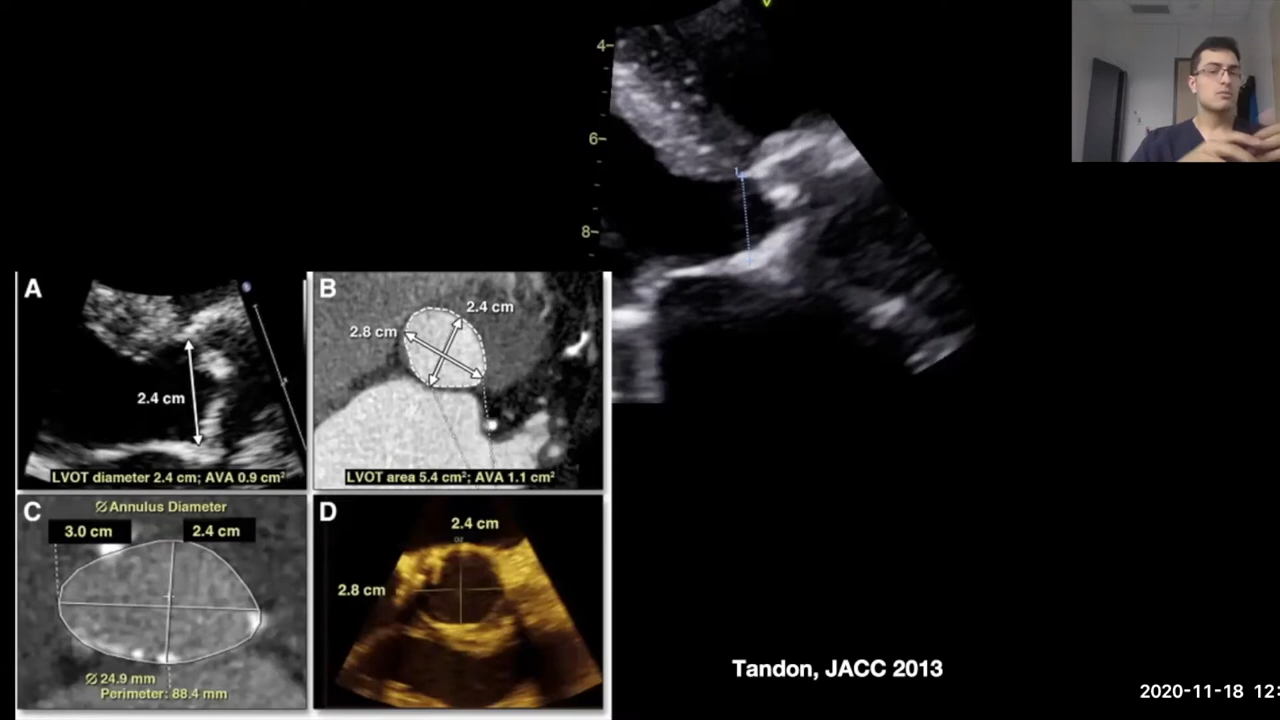 V
4
6
8
A
2.4 cm
LVOT diameter 2.4 cm; AVA 0.9 cm²
B
2.4 cm
2.8 cm
LVOT area 5.4 cm²; AVA 1.1 cm²
C
∅ Annulus Diameter
3.0 cm
2.4 cm
∅ 24.9 mm
Perimeter: 88.4 mm
D
2.4 cm
2.8 cm
Tandon, JACC 2013
2020-11-18 12: